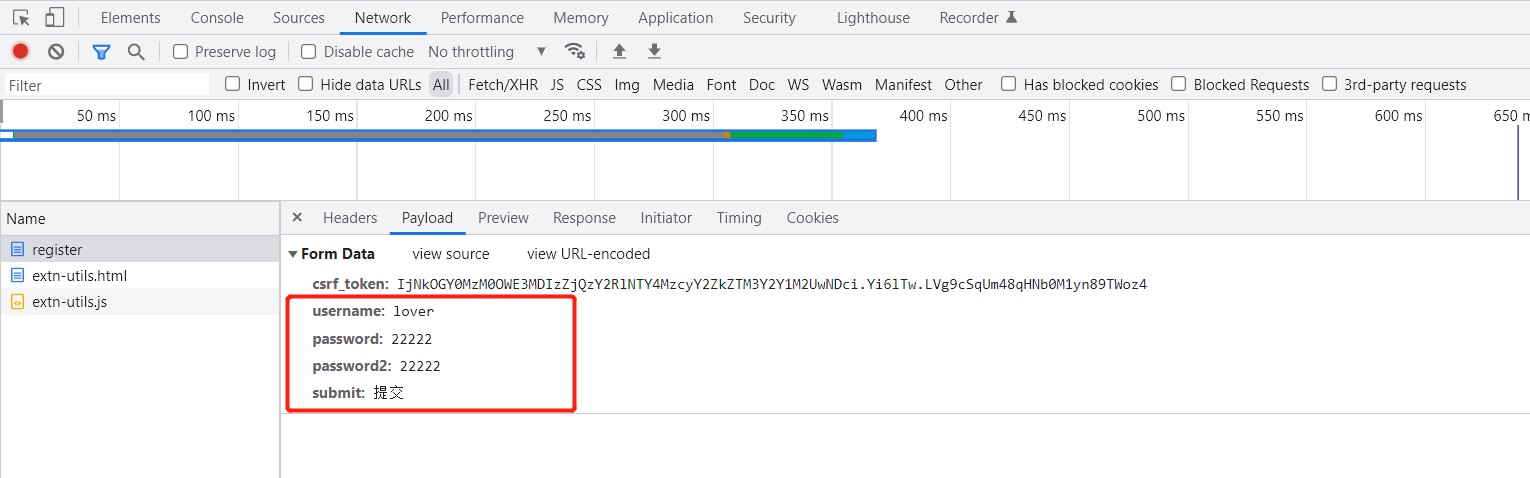 Elements Console Sources Network Performance Memory Application Security Lighthouse Recorder
Preserve log Disable cache No throttling
Filter Invert Hide data URLs All Fetch/XHR JS CSS Img Media Font Doc WS Wasm Manifest Other Has blocked cookies Blocked Requests 3rd-party requests
50 ms 100 ms 150 ms 200 ms 250 ms 300 ms 350 ms 400 ms 450 ms 500 ms 550 ms 600 ms 650 m
Name × Headers Payload Preview Response Initiator Timing Cookies
register
extn-utils.html
extn-utils.js
Form Data view source view URL-encoded
csrf_token: IjNkOGY0MzM0OWE3MDIzZjQzY2RlNTY4MzcyY2ZkZTM3Y2Y1M2UwNDci.Yi6lTw.LVg9cSqUm48qHNb0M1yn89TWoz4
username: lover
password: 22222
password2: 22222
submit: 提交